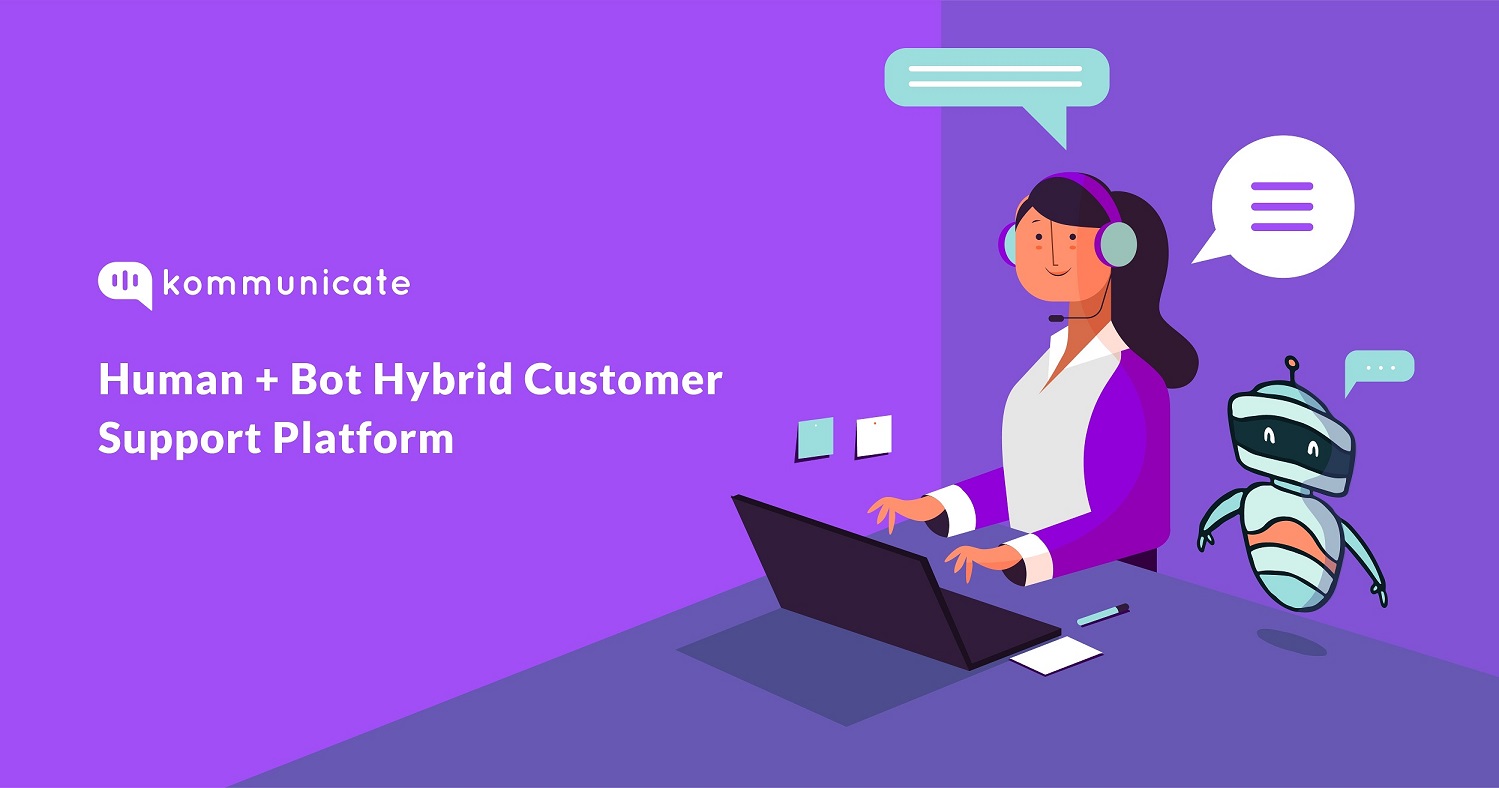 kommunicate
Human + Bot Hybrid Customer
Support Platform